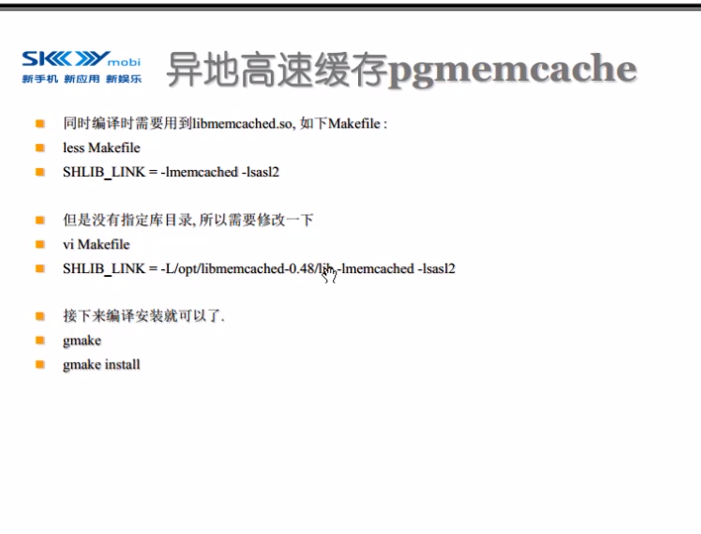 SKYmobi
新手机 新应用 新娱乐
异地高速缓存pgmemcache
同时编译时需要用到libmemcached.so, 如下Makefile :
less Makefile
SHLIB_LINK = -lmemcached -lsasl2
但是没有指定库目录, 所以需要修改一下
vi Makefile
SHLIB_LINK = -L/opt/libmemcached-0.48/lib -lmemcached -lsasl2
接下来编译安装就可以了.
gmake
gmake install